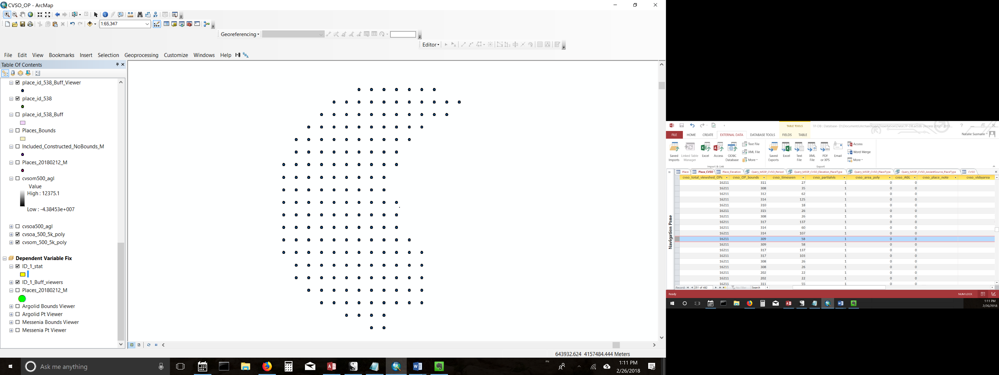 CVSO_OP - ArcMap
1:65,347
Georeferencing
Editor
File Edit View Bookmarks Insert Selection Geoprocessing Customize Windows Help
Table Of Contents
place_id_538_Buff_Viewer
place_id_538
place_id_538_Buff
Places_Bounds
Included_Constructed_NoBounds_M
Places_20180212_M
cvsom500_agl
Value
High : 12375.1
Low : -4.38453e+007
cvsoa500_agl
cvsoa_500_5k_poly
cvsom_500_5k_poly
Dependent Variable Fix
ID_1_stat
ID_1_Buff_viewers
Places_20180212_M
Argolid Bounds Viewer
Argolid Pt Viewer
Messenia Bounds Viewer
Messenia Pt Viewer
643932.624 4157484.444 Meters
Ask me anything
1:11 PM
2/26/2018
TABLE TOOLS
TP-DB : Database- D:\Documents\Archaeology\Dissertation\Data\TP-DB.accdb (Access 2007 - 2013...
FILE HOME CREATE EXTERNAL DATA DATABASE TOOLS FIELDS TABLE
Natalie Susmann
Saved Imports
Linked Table Manager
Excel
Access
ODBC Database
Text File
XML File
More
Import & Link
Saved Exports
Excel
Text File
XML File
PDF or XPS
Email
Access
Word Merge
More
Export
Place Place_CVSO Place_Elevation Query_MSSP_CVSO_Period Query_MSSP_CVSO_Elevation_PlaceType Query_MSSP_CVSO_PlaceType Query_MSSP_CVSO_AncientSource_PlaceType CVSO
cvso_total_viewshed_OPs cvso_OP_bounds cvso_timeseen cvso_partialvis cvso_area_poly cvso_AGL cvso_place_note cvso_visbyarea
16211 311 27 1 0 0
16211 308 35 1 0 0
16211 312 62 1 0 0
16211 314 125 1 0 0
16211 310 18 1 0 0
16211 315 26 1 0 0
16211 308 26 1 0 0
16211 317 137 1 0 0
16211 314 60 1 0 0
16211 314 107 1 0 0
16211 309 58 1 0 0
16211 309 58 1 0 0
16211 317 137 1 0 0
16211 317 103 1 0 0
16211 308 26 1 0 0
16211 308 26 1 0 0
16211 202 22 1 0 0
16211 202 22 1 0 0
16211 311 55 1 0 0
Navigation Pane
Record: 251 of 482 No Filter Search
Ready
NUM LOCK
1:11 PM
2/26/2018